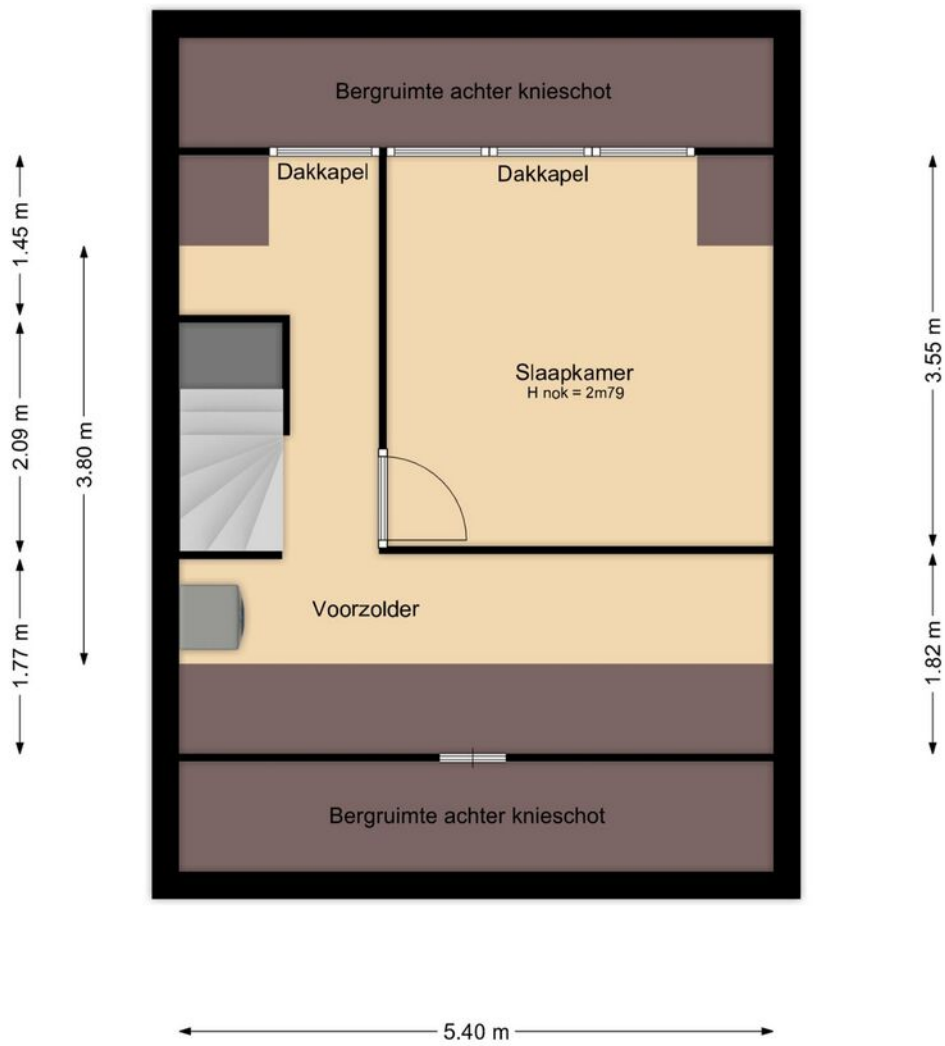 Bergruimte achter knieschot
Dakkapel
Dakkapel
1.45 m
3.55 m
Slaapkamer
H nok = 2m79
2.09 m
3.80 m
Voorzolder
1.77 m
1.82 m
Bergruimte achter knieschot
5.40 m